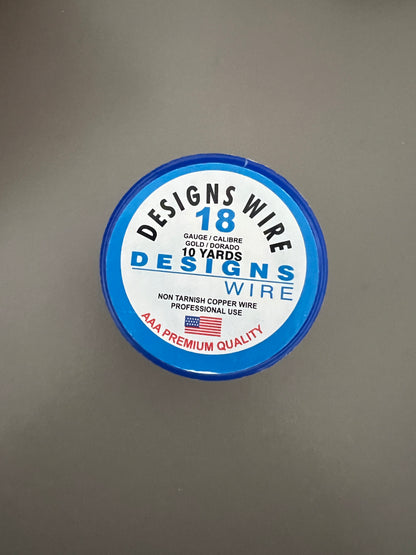 DESIGNS WIRE
18
GAUGE / CALIBRE
GOLD / DORADO
10 YARDS
DESIGNS
WIRE
NON TARNISH COPPER WIRE
PROFESSIONAL USE
AAA PREMIUM QUALITY